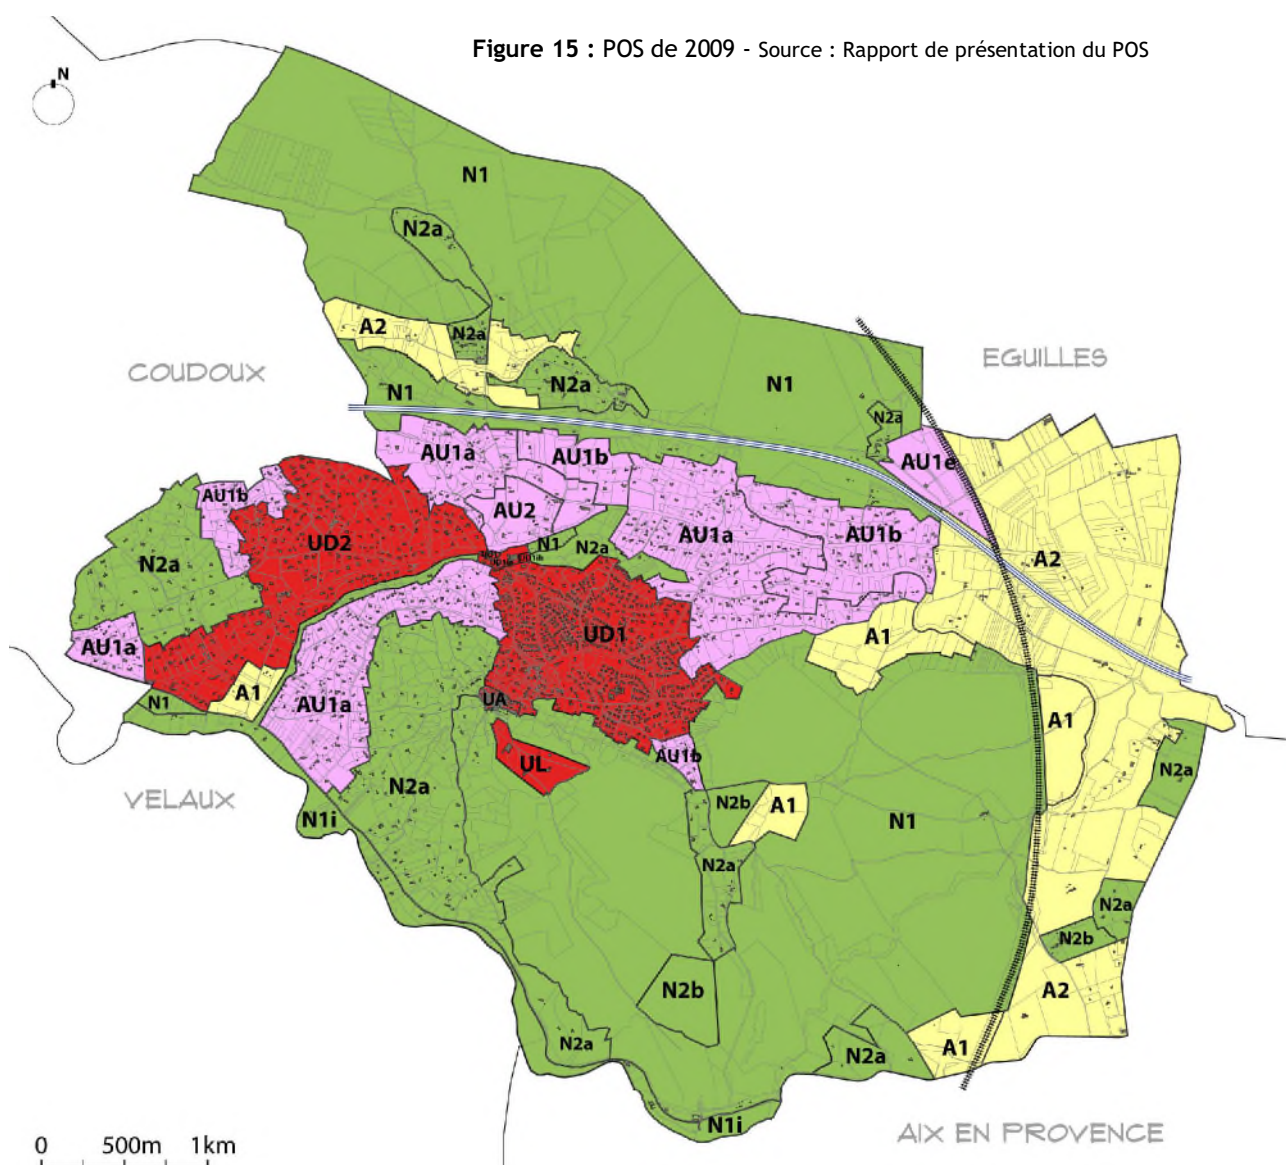 Figure 15 : POS de 2009 - Source : Rapport de présentation du POS
N
N1
N2a
A2
N2a
EGUILLES
COUDOUX
N2a
N1
N1
N2a
AU1a
AU1b
AU1e
AU1b
AU2
AU1a
AU1b
UD2
N1
N2a
A2
N2a
UD1
A1
AU1a
A1
N1
AU1a
UA
A1
AU1b
UL
N2a
N2a
VELAUX
N2b
A1
N1i
N1
N2a
N2a
N2b
N2b
A2
N2a
N2a
A1
N1i
AIX EN PROVENCE
0 500m 1km